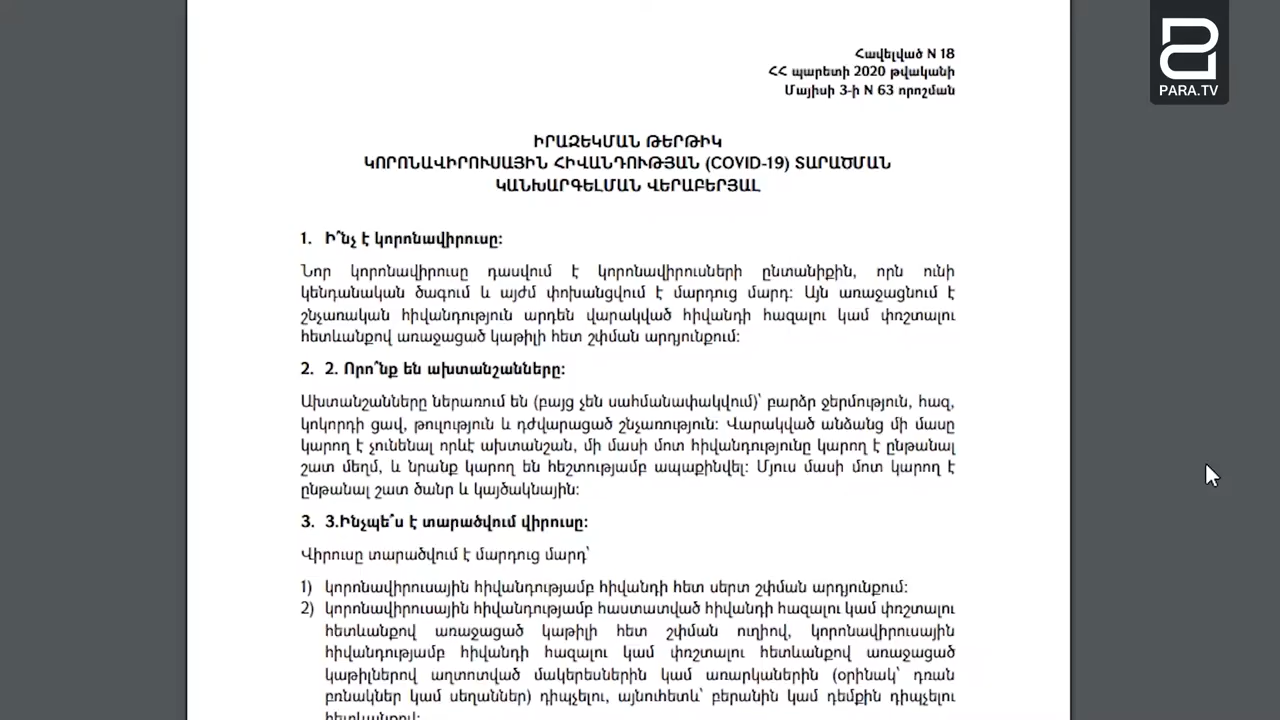 PARA.TV
Հավելված N 18
ՀՀ պարետի 2020 թվականի
Մայիսի 3-ի N 63 որոշման
ԻՐԱԶԵԿՄԱՆ ԹԵՐԹԻԿ
ԿՈՐՈՆԱՎԻՐՈՒՍԱՅԻՆ ՀԻՎԱՆԴՈՒԹՅԱՆ (COVID-19) ՏԱՐԱԾՄԱՆ
ԿԱՆԽԱՐԳԵԼՄԱՆ ՎԵՐԱԲԵՐՅԱԼ
1. Ի՞նչ է կորոնավիրուսը։
Նոր կորոնավիրուսը դասվում է կորոնավիրուսների ընտանիքին, որն ունի
կենդանական ծագում և այժմ փոխանցվում է մարդուց մարդ։ Այն առաջացնում է
շնչառական հիվանդություն արդեն վարակված հիվանդի հազալու կամ փռշտալու
հետևանքով առաջացած կաթիլի հետ շփման արդյունքում։
2. 2. Որո՞նք են ախտանշանները։
Ախտանշանները ներառում են (բայց չեն սահմանափակվում)՝ բարձր ջերմություն, հազ,
կոկորդի ցավ, թուլություն և դժվարացած շնչառություն։ Վարակված անձանց մի մասը
կարող է չունենալ որևէ ախտանշան, մի մասի մոտ հիվանդությունը կարող է ընթանալ
շատ մեղմ, և նրանք կարող են հեշտությամբ ապաքինվել։ Մյուս մասի մոտ կարող է
ընթանալ շատ ծանր և կայծակնային։
3. 3.Ինչպե՞ս է տարածվում վիրուսը։
Վիրուսը տարածվում է մարդուց մարդ՝
1) կորոնավիրուսային հիվանդությամբ հիվանդի հետ սերտ շփման արդյունքում։
2) կորոնավիրուսային հիվանդությամբ հաստատված հիվանդի հազալու կամ փռշտալու
հետևանքով առաջացած կաթիլի հետ շփման ուղիով, կորոնավիրուսային
հիվանդությամբ հիվանդի հազալու կամ փռշտալու հետևանքով առաջացած
կաթիլներով աղտոտված մակերեսներին կամ առարկաներին (օրինակ՝ դռան
բռնակներ կամ սեղաններ) դիպչելու, այնուհետև՝ բերանին կամ դեմքին դիպչելու
հետևանքով։